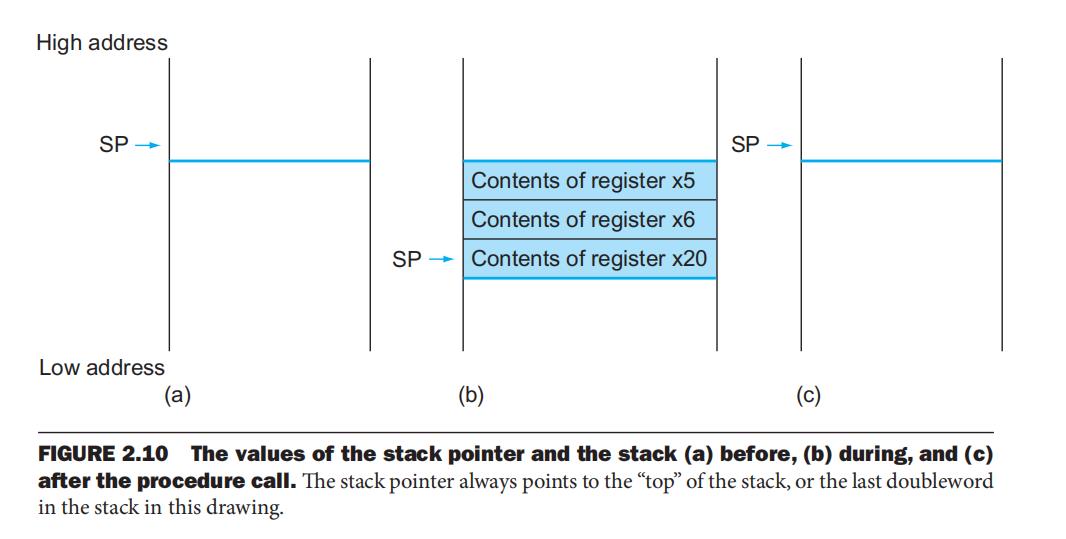 High address
SP
SP
Contents of register x5
Contents of register x6
SP
Contents of register x20
Low address
(a)
(b)
(c)
FIGURE 2.10 The values of the stack pointer and the stack (a) before, (b) during, and (c)
after the procedure call. The stack pointer always points to the “top” of the stack, or the last doubleword
in the stack in this drawing.